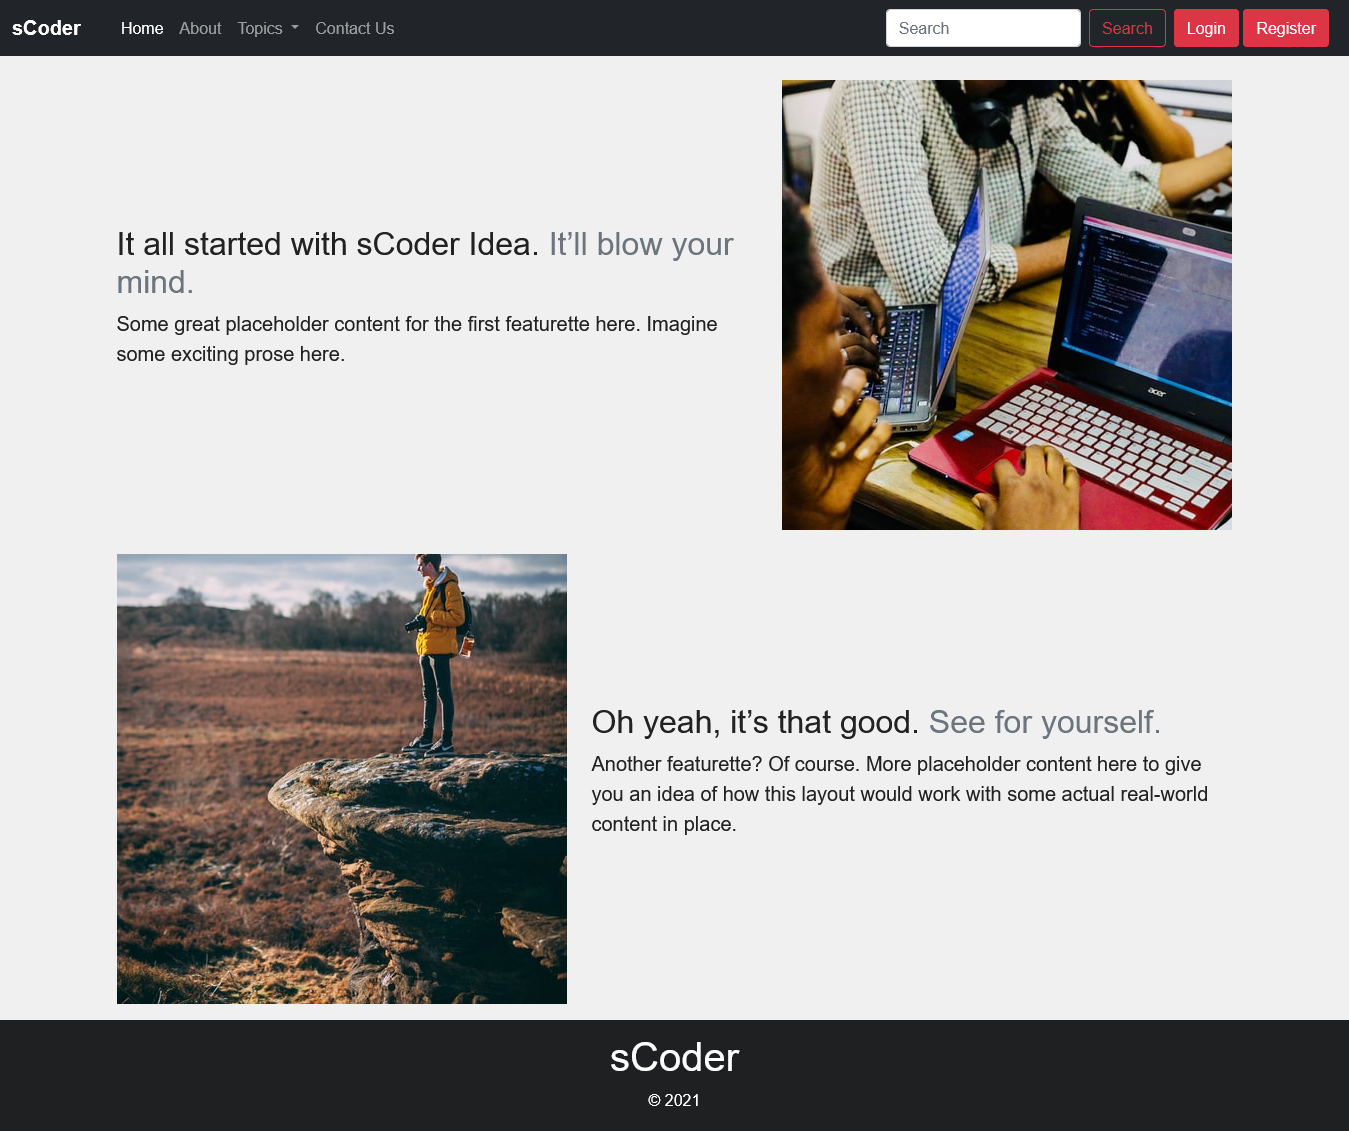 sCoder Home About Topics Contact Us Search Search Login Register
It all started with sCoder Idea. It’ll blow your
mind.
Some great placeholder content for the first featurette here. Imagine
some exciting prose here.
acer
Oh yeah, it’s that good. See for yourself.
Another featurette? Of course. More placeholder content here to give
you an idea of how this layout would work with some actual real-world
content in place.
sCoder
© 2021